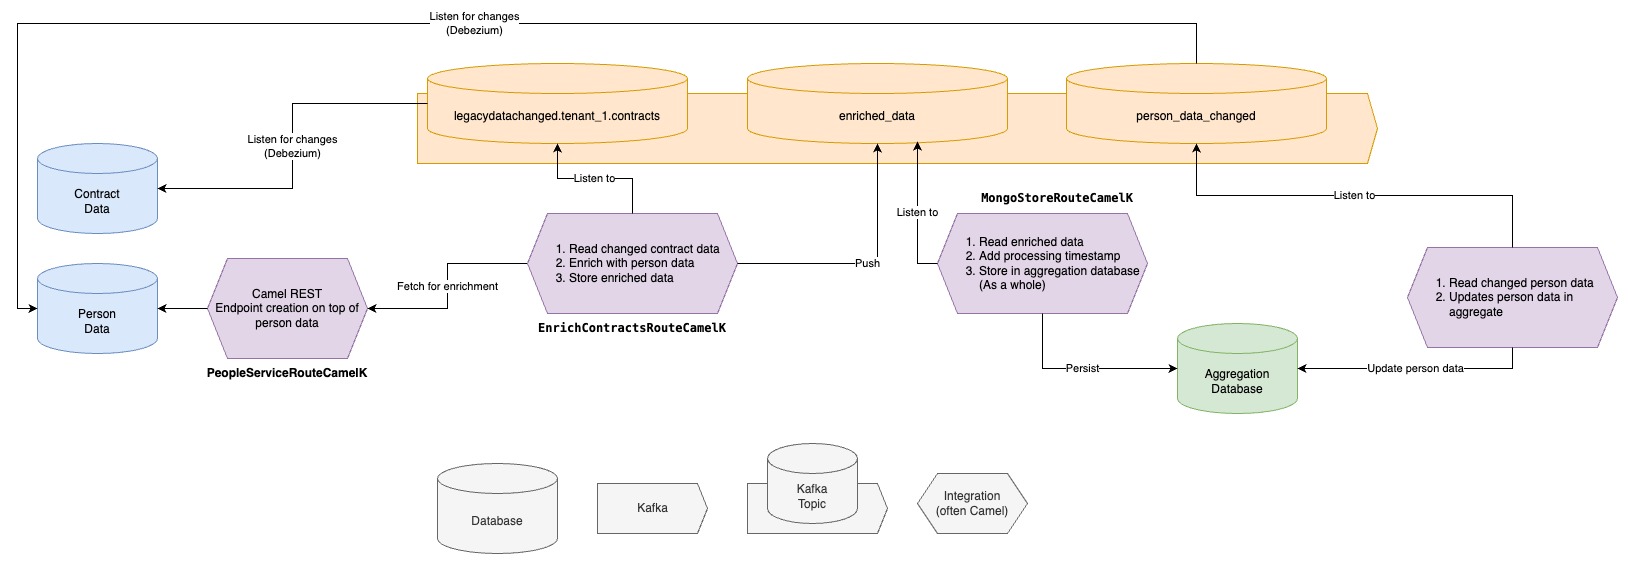 Listen for changes
(Debezium)
legacydatachanged.tenant_1.contracts
enriched_data
person_data_changed
Listen for changes
(Debezium)
Contract
Data
Listen to
MongoStoreRouteCamelK
Listen to
Listen to
1. Read changed contract data
2. Enrich with person data
3. Store enriched data
Push
1. Read enriched data
2. Add processing timestamp
3. Store in aggregation database
(As a whole)
1. Read changed person data
2. Updates person data in
aggregate
Person
Data
Camel REST
Endpoint creation on top of
person data
Fetch for enrichment
EnrichContractsRouteCamelK
PeopleServiceRouteCamelK
Persist
Aggregation
Database
Update person data
Database
Kafka
Kafka
Topic
Integration
(often Camel)